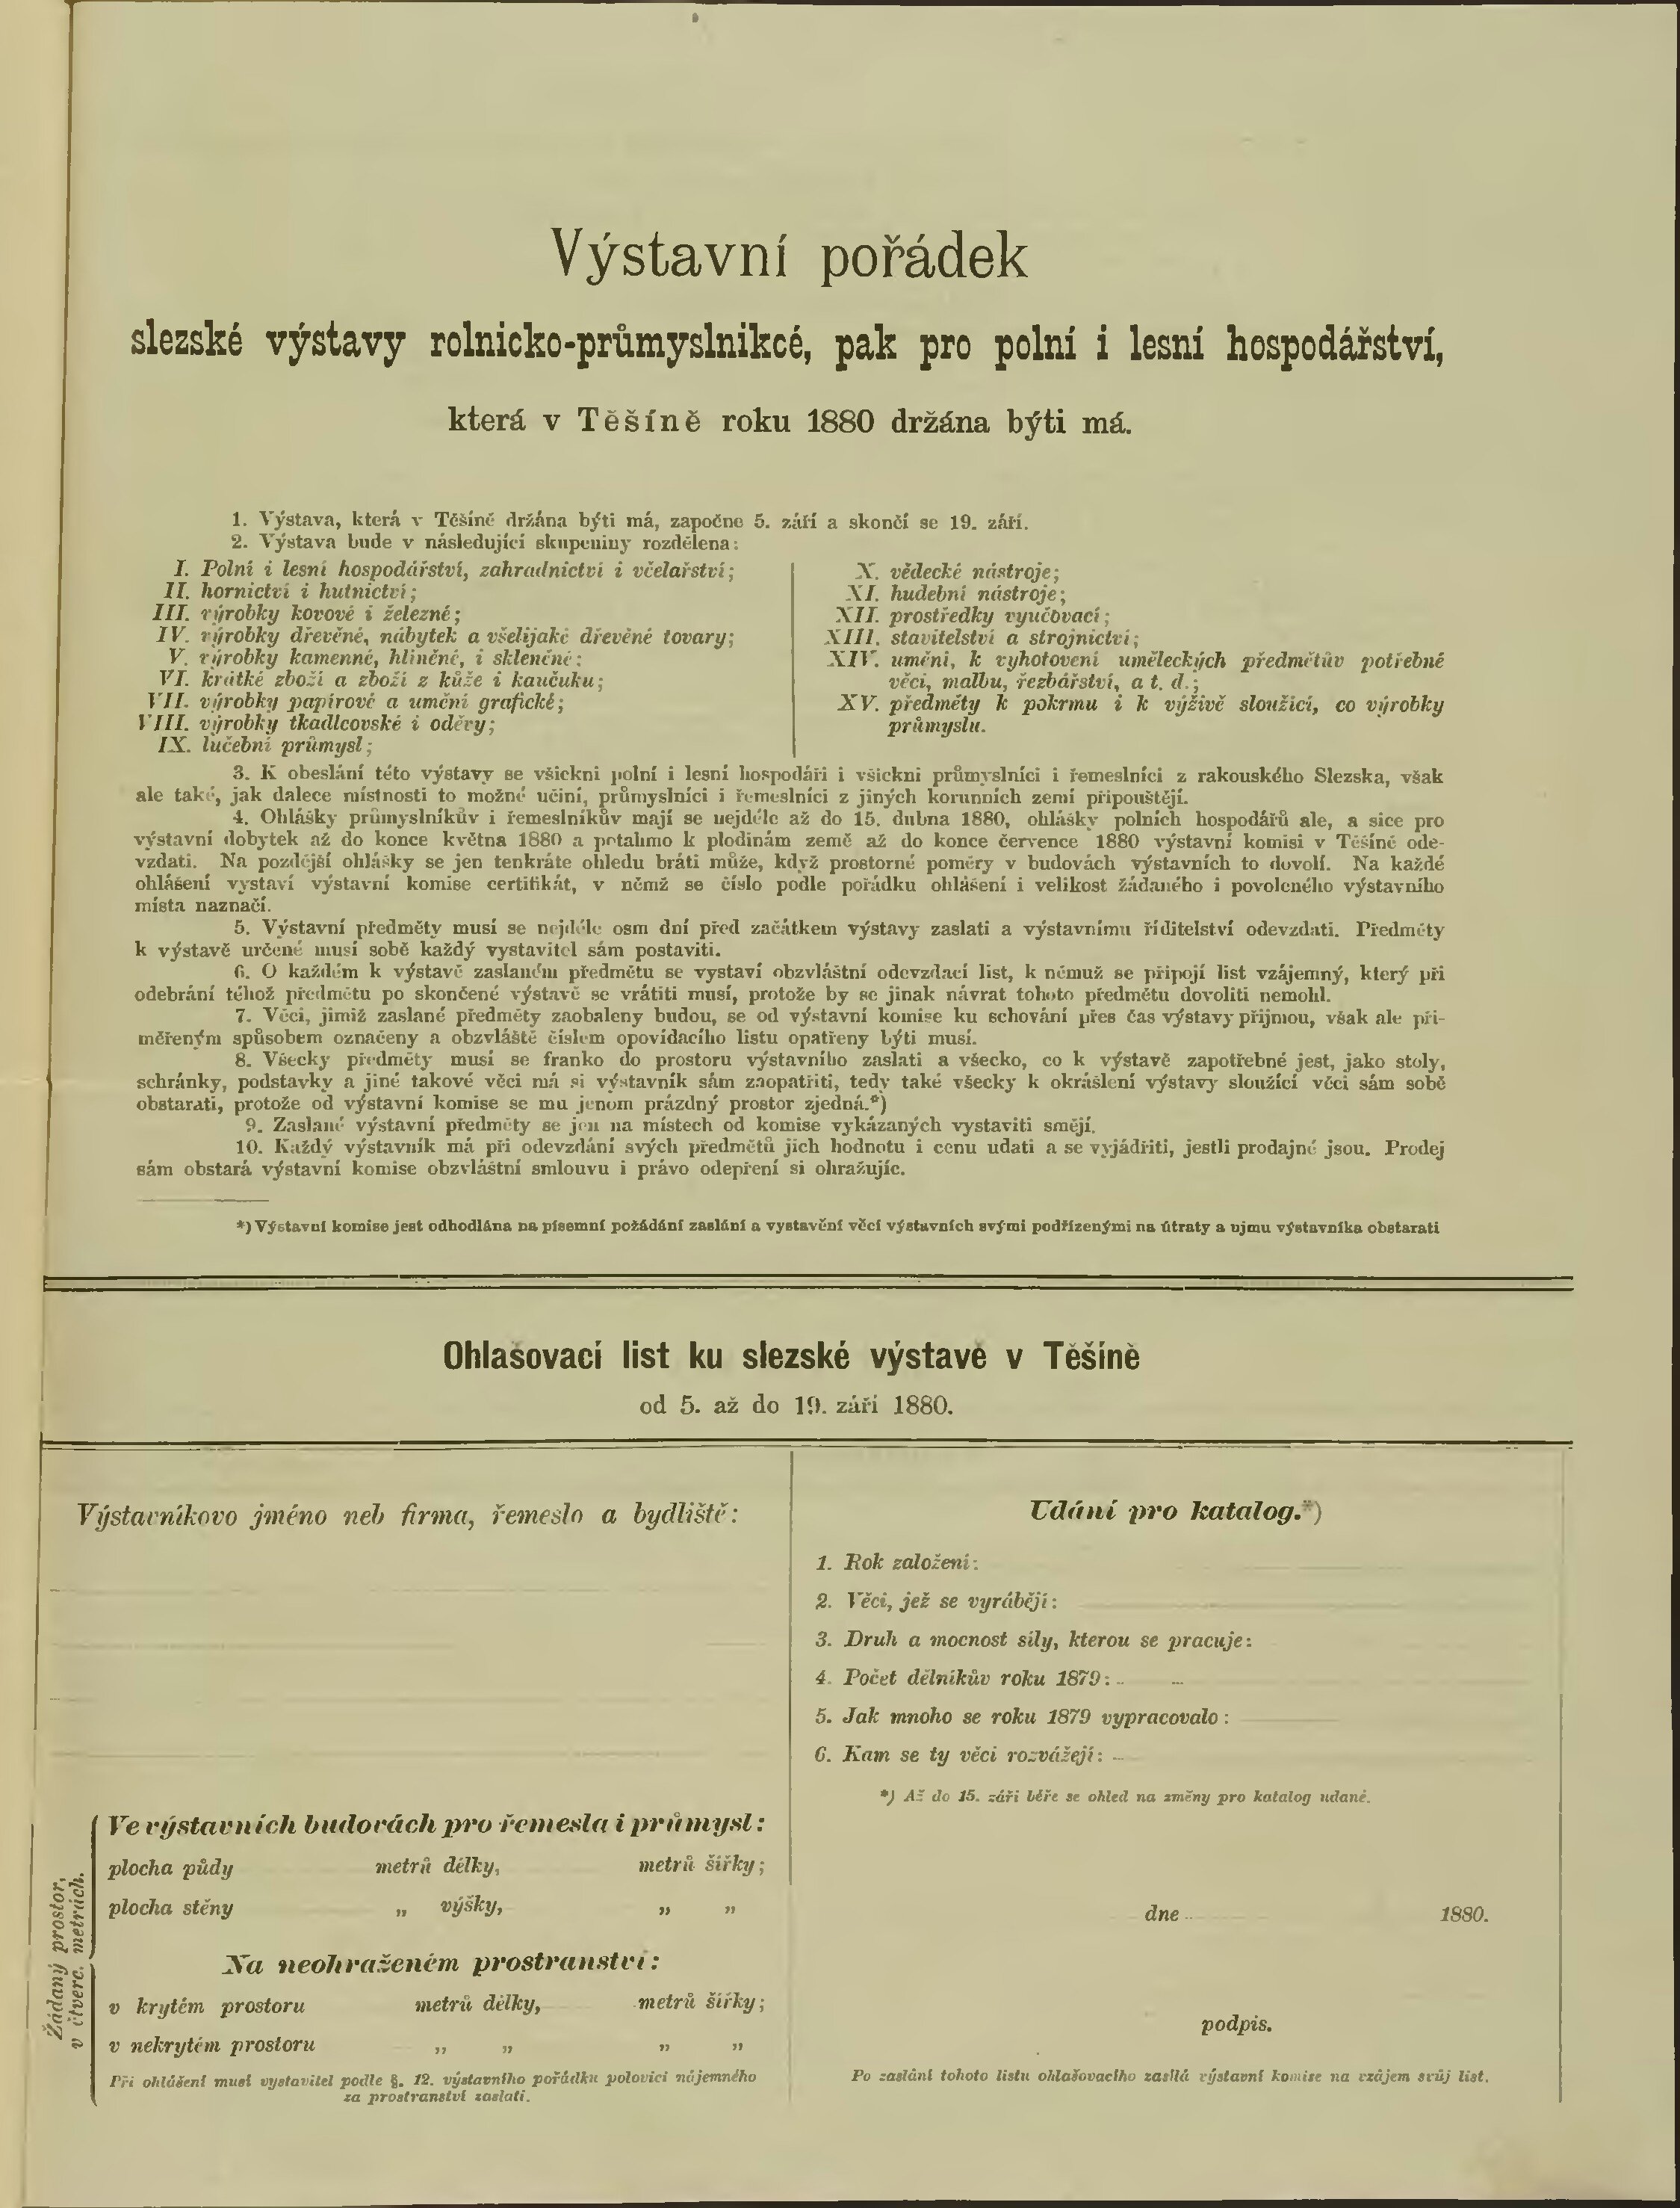 Výstavní pořádek
slezské výstavy rolnicko-průmyslnikcé, pak pro polní i lesní hospodářství,
která v Těšíně roku 1880 držána býti má.
1. Výstava, která v Těšíně držána býti má, započne 5. září a skončí se 19. září.
2. Výstava bude v následující skupeniny rozdělena:
I. Polní i lesní hospodářství, zahradnictví i včelařství;
II. hornictví i hutnictví;
III. výrobky kovové i železné;
IV. výrobky dřevěné, nábytek a všelijaké dřevěné tovary;
V. výrobky kamenné, hliněné, i skleněné:
VI. krátké zboží a zboží z kůže i kaučuku;
VII. výrobky papírové a umění grafické;
VIII. výrobky tkadlcovské i oděvy;
IX. lučební průmysl;
X. vědecké nástroje;
XI. hudební nástroje;
XII. prostředky vyučovací;
XIII. stavitelství a strojnictví;
XIV. umění, k vyhotovení uměleckých předmětův potřebné
věci, malbu, řezbářství, a t. d.;
XV. předměty k pokrmu i k výživě sloužící, co výrobky
průmyslu.
3. K obeslání této výstavy se všickni polní i lesní hospodáři i všickni průmyslníci i řemeslníci z rakouského Slezska, však
ale také, jak dalece místnosti to možné učiní, průmyslníci i řemeslníci z jiných korunních zemí připouštějí.
4. Ohlášky průmyslníkův i řemeslníkův mají se nejdéle až do 15. dubna 1880, ohlášky polních hospodářů ale, a sice pro
výstavní dobytek až do konce května 1880 a potahmo k plodinám země až do konce července 1880 výstavní komisi v Těšíně ode-
vzdati. Na pozdější ohlášky se jen tenkráte ohledu bráti může, když prostorné poměry v budovách výstavních to dovolí. Na každé
ohlášení vystaví výstavní komise certifikát, v němž se číslo podle pořádku ohlášení i velikost žádaného i povoleného výstavního
místa naznačí.
5. Výstavní předměty musí se nejdéle osm dní před začátkem výstavy zaslati a výstavnímu řiditelství odevzdati. Předměty
k výstavě určené musí sobě každý vystavitel sám postaviti.
6. O každém k výstavě zaslaném předmětu se vystaví obzvláštní odevzdací list, k němuž se připojí list vzájemný, který při
odebrání téhož předmětu po skončené výstavě se vrátiti musí, protože by se jinak návrat tohoto předmětu dovoliti nemohl.
7. Věci, jimiž zaslané předměty zaobaleny budou, se od výstavní komise ku schování přes čas výstavy přijmou, však ale při-
měřeným spůsobem označeny a obzvláště číslem opovídacího listu opatřeny býti musí.
8. Všecky předměty musí se franko do prostoru výstavního zaslati a všecko, co k výstavě zapotřebné jest, jako stoly,
schránky, podstavky a jiné takové věci má si výstavník sám zaopatřiti, tedy také všecky k okrášlení výstavy sloužící věci sám sobě
obstarati, protože od výstavní komise se mu jenom prázdný prostor zjedná.*)
9. Zaslané výstavní předměty se jen na místech od komise vykázaných vystaviti smějí.
10. Každý výstavník má při odevzdání svých předmětů jich hodnotu i cenu udati a se vyjádřiti, jestli prodajné jsou. Prodej
sám obstará výstavní komise obzvláštní smlouvu i právo odepření si ohražujíc.
*) Výstavní komise jest odhodlána na písemní požádání zaslání a vystavění věcí výstavních svými podřízenými na útraty a ujmu výstavníka obstarati
Ohlašovací list ku slezské výstavě v Těšíně
od 5. až do 19. září 1880.
Výstavníkovo jméno neb firma, řemeslo a bydliště:
Žádaný prostor,
v čtverc. metrách.
Ve výstavních budovách pro řemesla i průmysl:
plocha půdy metrů délky, metrů šířky;
plocha stěny „ výšky, „ „
Na neohraženém prostranství:
v krytém prostoru metrů délky, metrů šířky;
v nekrytém prostoru „ „ „ „
Při ohlášení musí vystavitel podle §. 12. výstavního pořádku polovici nájemného
za prostranství zaslati.
Udání pro katalog.*)
1. Rok založení:
2. Věci, jež se vyrábějí:
3. Druh a mocnost síly, kterou se pracuje:
4. Počet dělníkův roku 1879:
5. Jak mnoho se roku 1879 vypracovalo:
6. Kam se ty věci rozvážejí:
*) Až do 15. září béře se ohled na změny pro katalog udané.
dne 1880.
podpis.
Po zaslání tohoto listu ohlašovacího zasílá výstavní komise na vzájem svůj list.